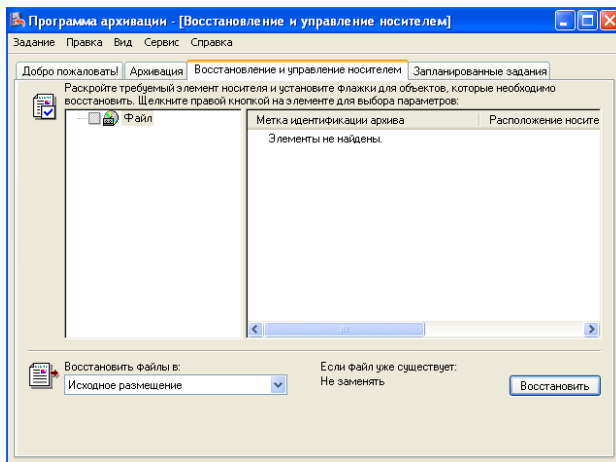 Программа архивации - [Восстановление и управление носителем]
Задание Правка Вид Сервис Справка
Добро пожаловать! Архивация Восстановление и управление носителем Запланированные задания
Раскройте требуемый элемент носителя и установите флажки для объектов, которые необходимо
восстановить. Щелкните правой кнопкой на элементе для выбора параметров:
Файл
Метка идентификации архива Расположение носите
Элементы не найдены.
Восстановить файлы в:
Исходное размещение
Если файл уже существует:
Не заменять
Восстановить